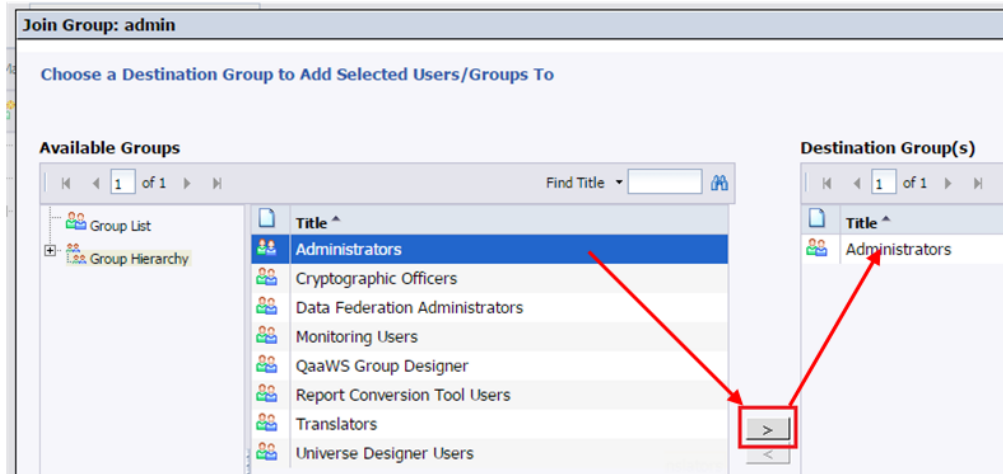 Join Group: admin
Choose a Destination Group to Add Selected Users/Groups To
Available Groups
Destination Group(s)
1 of 1
Find Title
1 of 1
Group List
Group Hierarchy
Title
Administrators
Cryptographic Officers
Data Federation Administrators
Monitoring Users
QaaWS Group Designer
Report Conversion Tool Users
Translators
Universe Designer Users
>
<
Title
Administrators